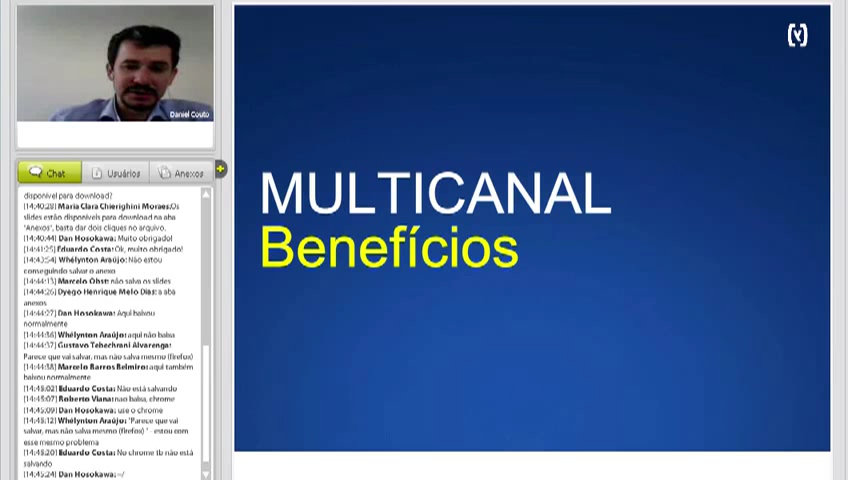 Daniel Couto
Chat
Usuários
Anexos
disponível para download?
[14:40:28] Maria Clara Chierighini Moraes: Os
slides estão disponíveis para download na aba
"Anexos", basta dar dois cliques no arquivo.
[14:40:44] Dan Hosokawa: Muito obrigado!
[14:41:25] Eduardo Costa: Ok, muito obrigado!
[14:43:54] Whélynton Araújo: Não estou
conseguindo salvar o anexo
[14:44:13] Marcelo Obst: não salva os slides
[14:44:26] Dyego Henrique Melo Dias: a aba
anexos
[14:44:27] Dan Hosokawa: Aqui baixou
normalmente
[14:44:36] Whélynton Araújo: aqui não baixa
[14:44:37] Gustavo Tebechrani Alvarenga:
Parece que vai salvar, mas não salva mesmo (firefox)
[14:44:38] Marcelo Barros Belmiro: aqui também
baixou normalmente
[14:45:02] Eduardo Costa: Não está salvando
[14:45:07] Roberto Viana: nao baixa, chrome
[14:45:09] Dan Hosokawa: use o chrome
[14:45:12] Whélynton Araújo: "Parece que vai
salvar, mas não salva mesmo (firefox) " - estou com
esse mesmo problema
[14:45:20] Eduardo Costa: No chrome tb não está
salvando
[14:45:24] Dan Hosokawa: =/
MULTICANAL
Benefícios